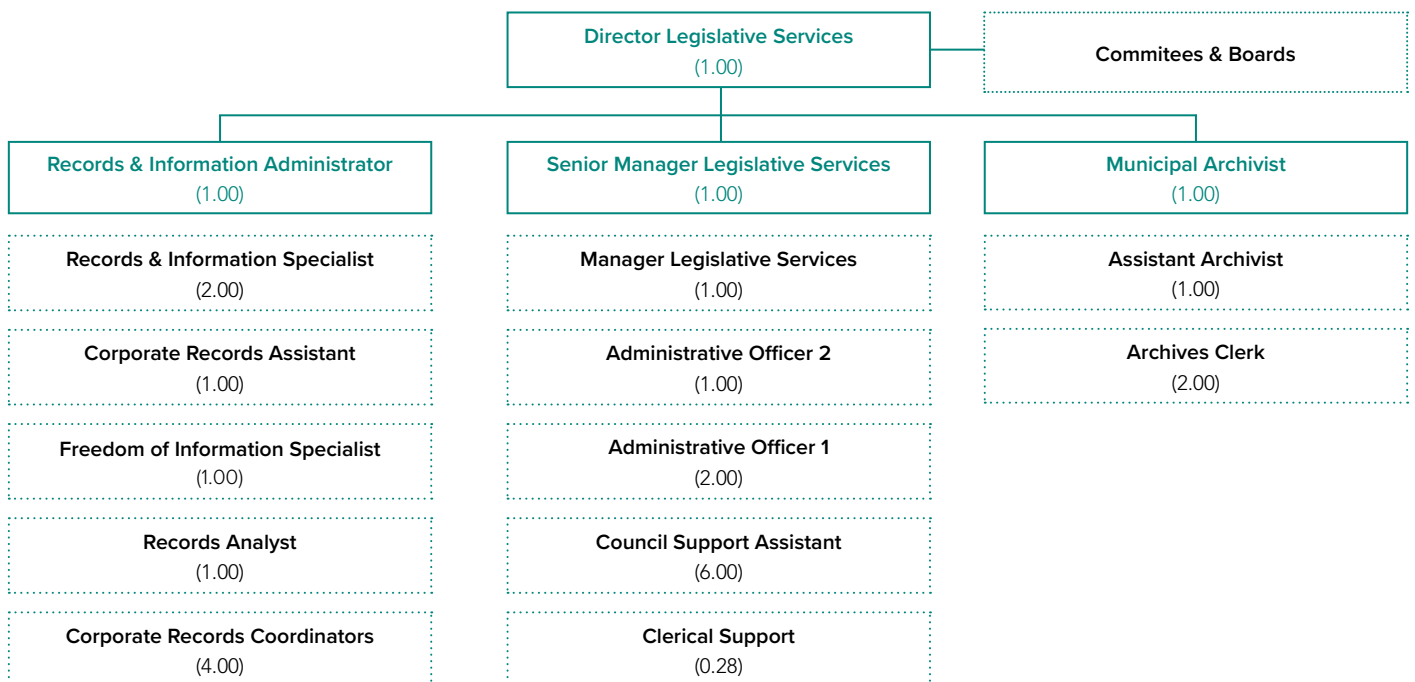 Director Legislative Services
(1.00)
Commitees & Boards
Records & Information Administrator
(1.00)
Senior Manager Legislative Services
(1.00)
Municipal Archivist
(1.00)
Records & Information Specialist
(2.00)
Manager Legislative Services
(1.00)
Assistant Archivist
(1.00)
Corporate Records Assistant
(1.00)
Administrative Officer 2
(1.00)
Archives Clerk
(2.00)
Freedom of Information Specialist
(1.00)
Administrative Officer 1
(2.00)
Records Analyst
(1.00)
Council Support Assistant
(6.00)
Corporate Records Coordinators
(4.00)
Clerical Support
(0.28)